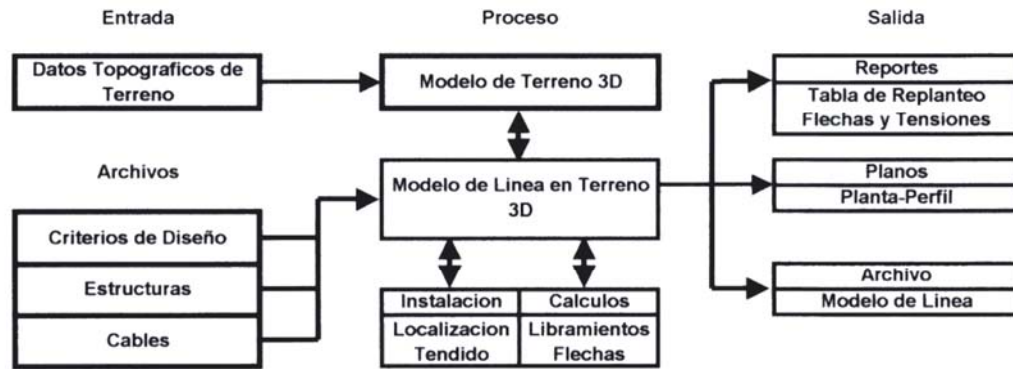 Entrada
Proceso
Salida
Datos Topograficos de
Terreno
Modelo de Terreno 3D
Reportes
Tabla de Replanteo
Flechas y Tensiones
Archivos
Modelo de Linea en Terreno
3D
Planos
Planta-Perfil
Criterios de Diseño
Estructuras
Cables
Instalacion
Calculos
Localizacion
Tendido
Libramientos
Flechas
Archivo
Modelo de Linea